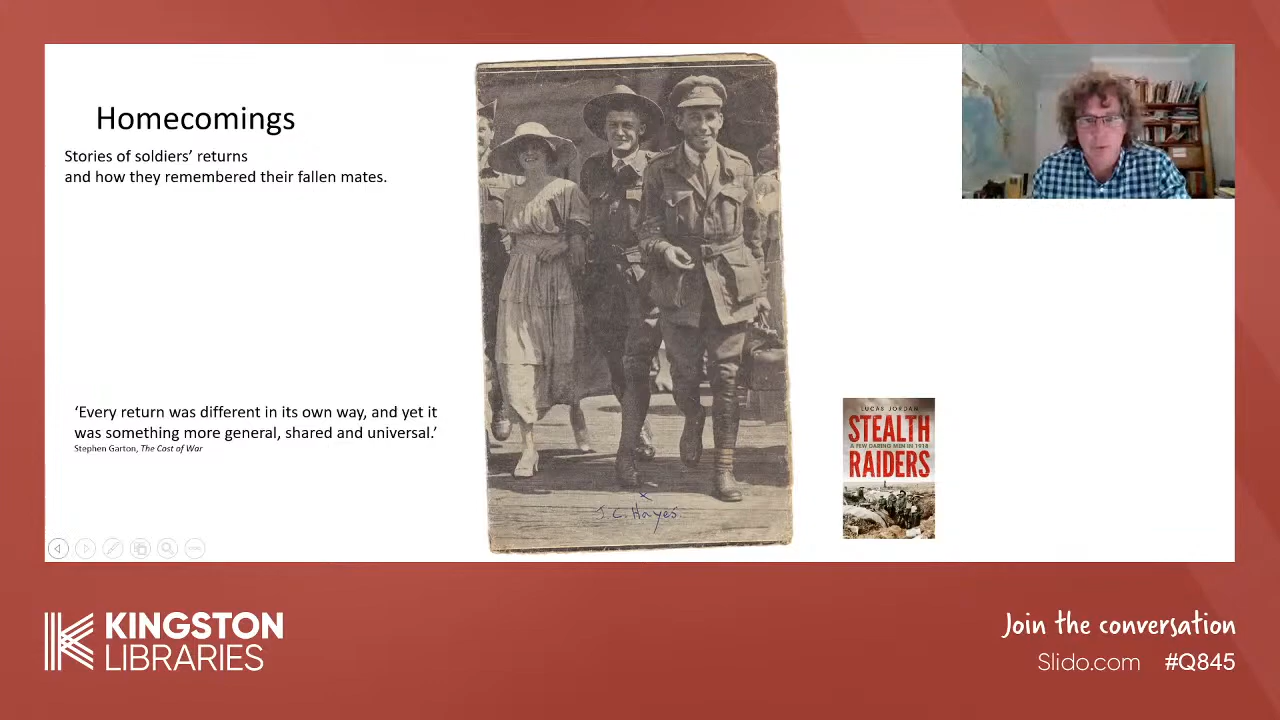 Homecomings
Stories of soldiers' returns
and how they remembered their fallen mates.
'Every return was different in its own way, and yet it
was something more general, shared and universal.'
Stephen Garton, The Cost of War
x
J.C. Hayes.
LUCAS JORDAN
STEALTH
A FEW DARING MEN IN 1918
RAIDERS
KINGSTON
LIBRARIES
Join the conversation
Slido.com #Q845